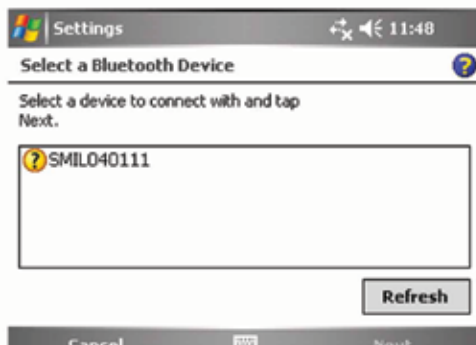 Settings 11:48
Select a Bluetooth Device
Select a device to connect with and tap
Next.
SMIL040111
Refresh
Cancel Next